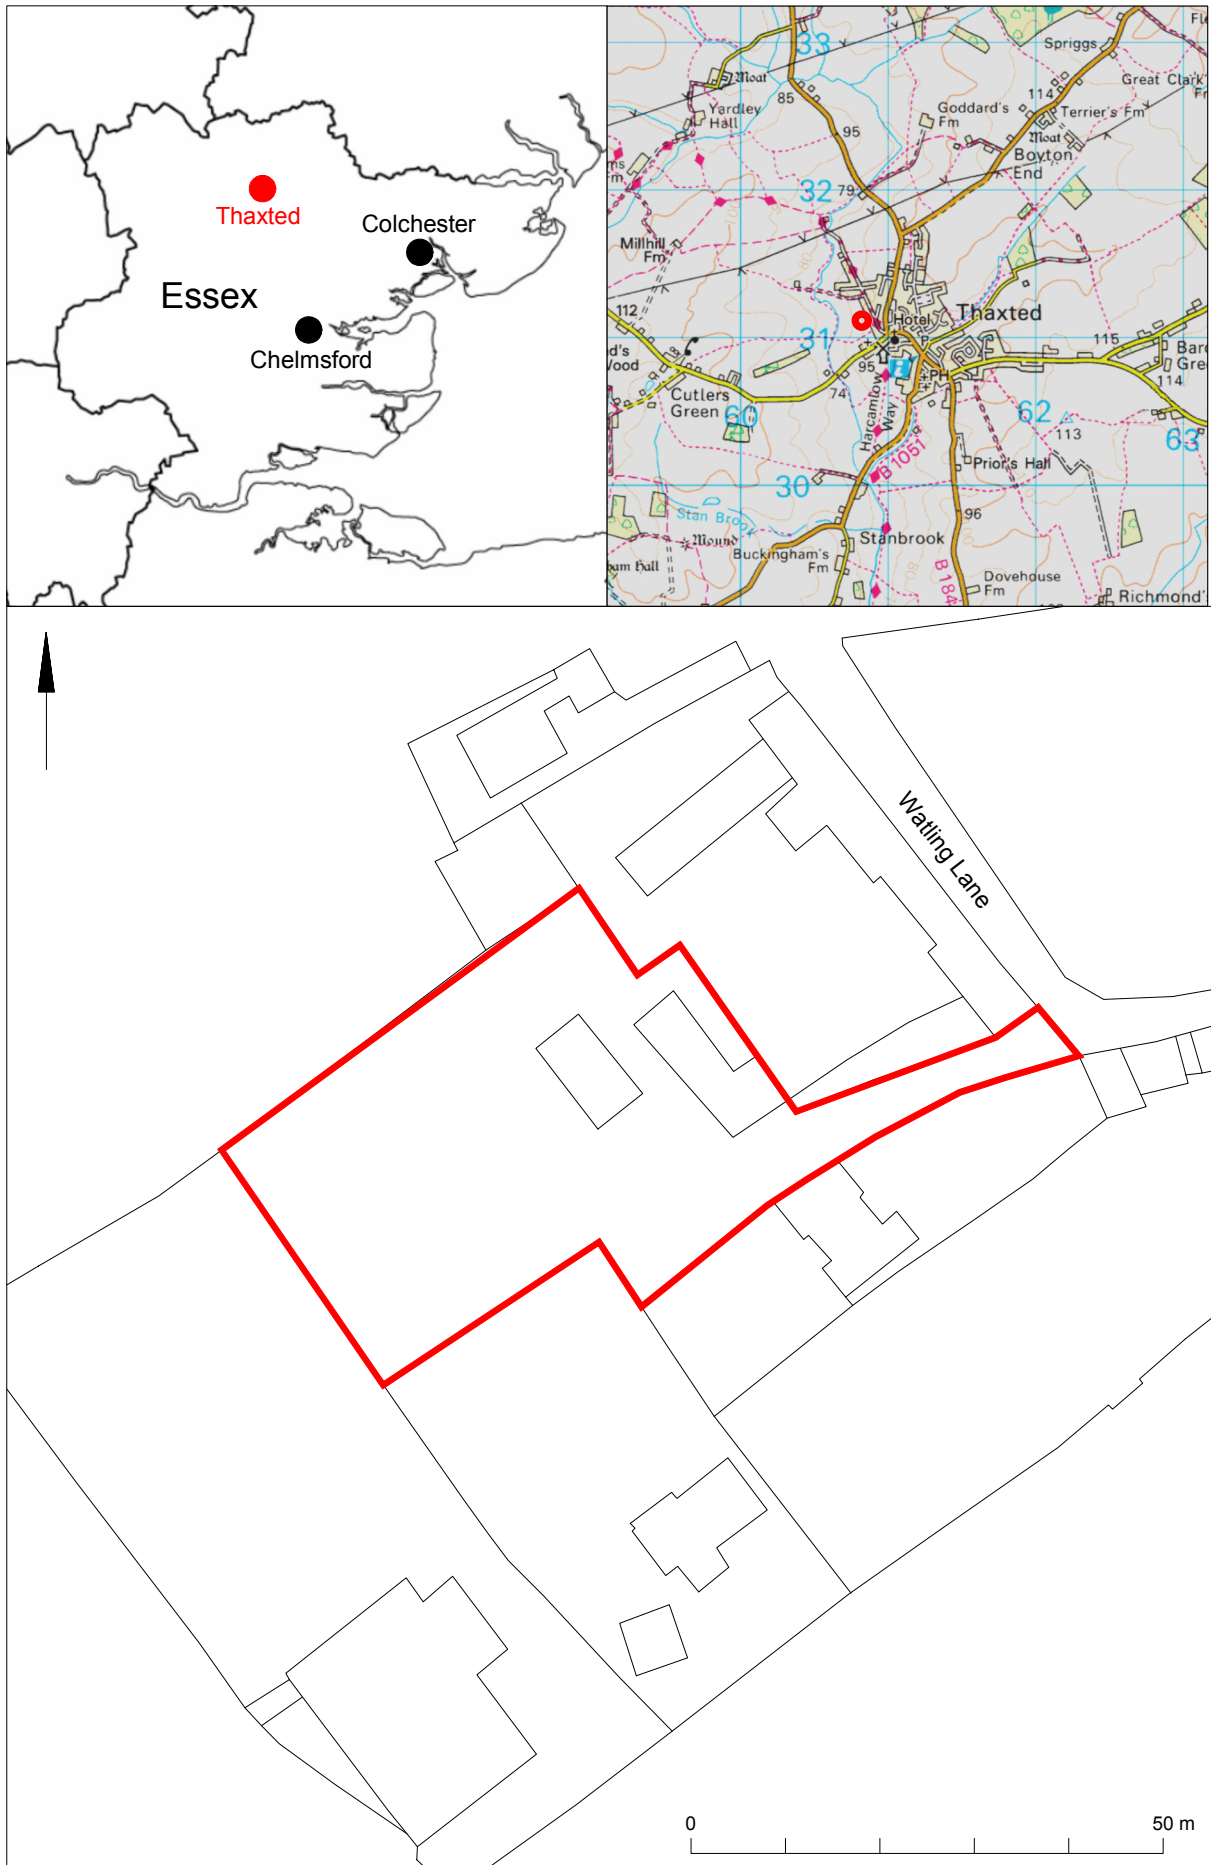 Thaxted
Colchester
Essex
Chelmsford
33
Spriggs
Moat
85
Yardley
Hall
Great Clark
114
Goddard's
Fm
Terrier's Fm
95
Moat
Boyton
End
32
79
Millhill
Fm
Hotel
Thaxted
112
31
115
95
PH
74
Cutlers
Green
60
114
Harcamlow
Way
62
113
63
B 1051
Prior's Hall
30
Stan Brook
96
Mound
Stanbrook
Buckingham's
Fm
B 184
Dovehouse
Fm
Richmond'
Watling Lane
0
50 m